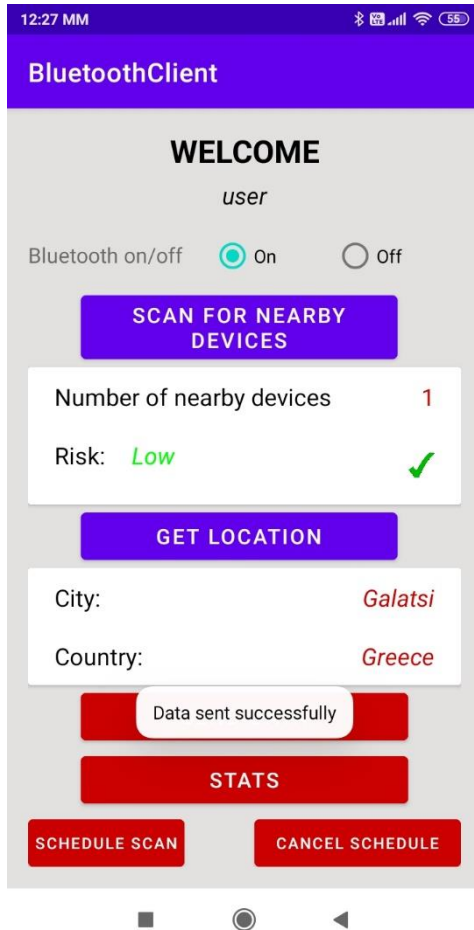 12:27 MM
55
BluetoothClient
WELCOME
user
Bluetooth on/off On Off
SCAN FOR NEARBY
DEVICES
Number of nearby devices 1
Risk: Low
GET LOCATION
City: Galatsi
Country: Greece
Data sent successfully
STATS
SCHEDULE SCAN CANCEL SCHEDULE